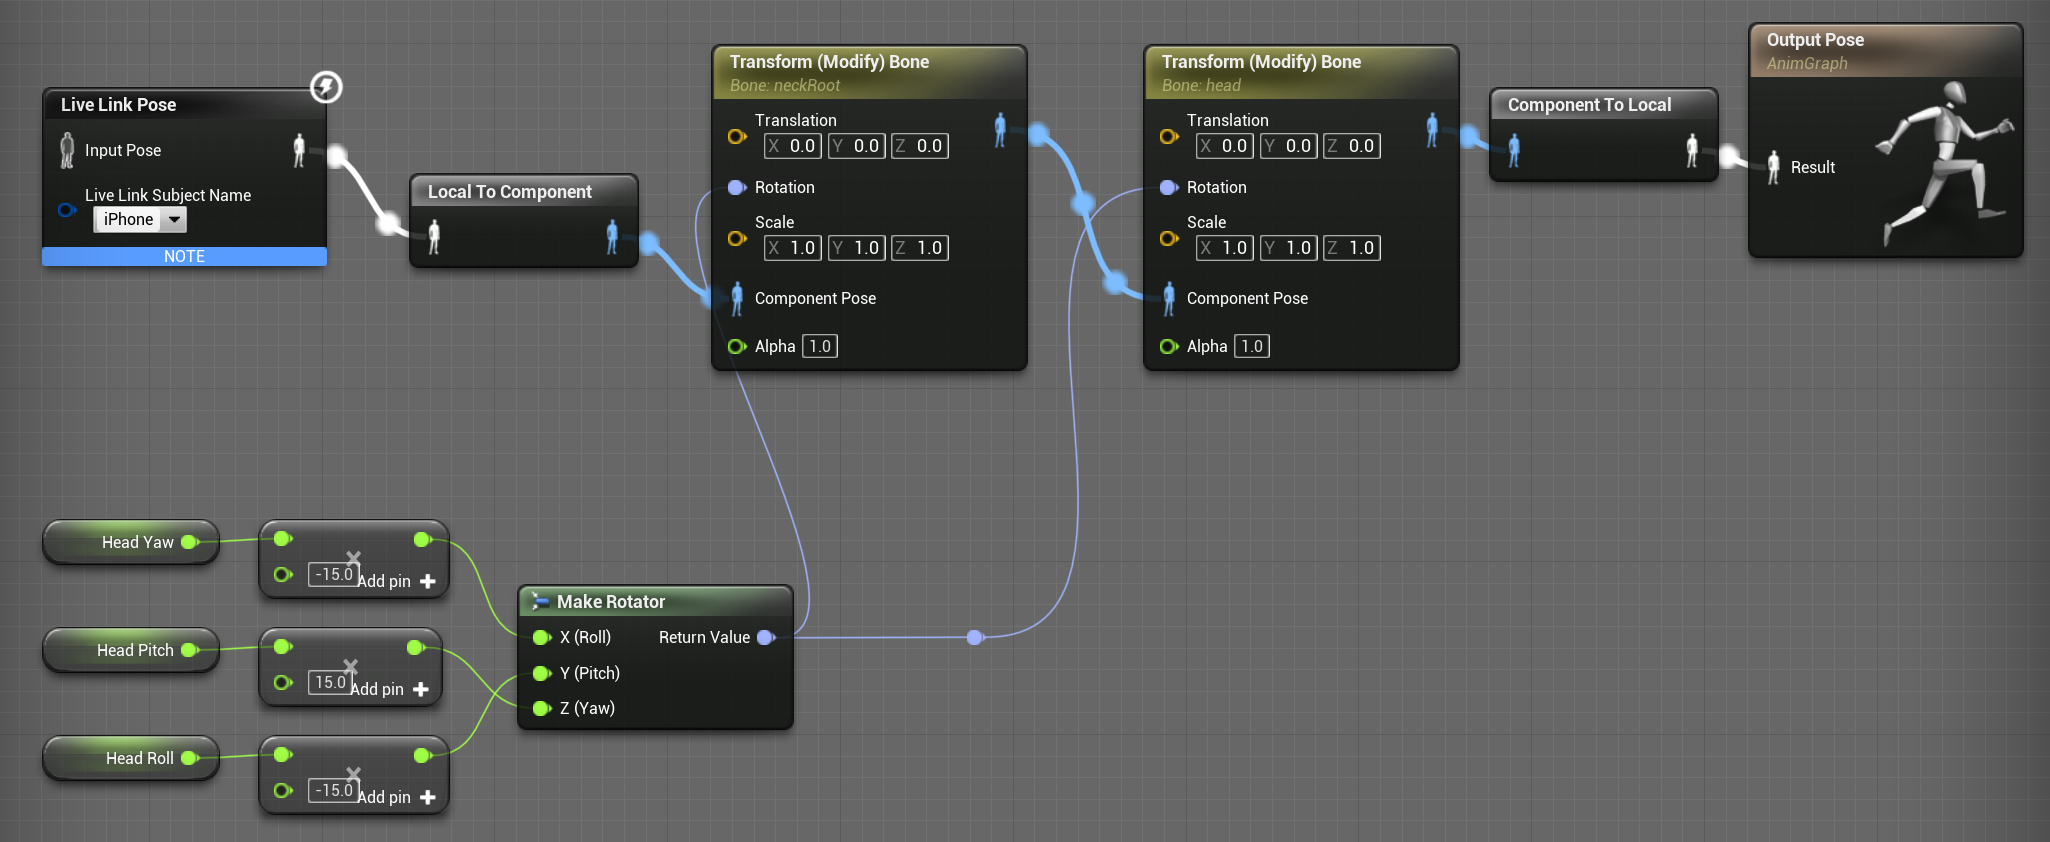 Live Link Pose
Input Pose
Live Link Subject Name
iPhone
NOTE
Local To Component
Transform (Modify) Bone
Bone: neckRoot
Translation
X 0.0 Y 0.0 Z 0.0
Rotation
Scale
X 1.0 Y 1.0 Z 1.0
Component Pose
Alpha 1.0
Transform (Modify) Bone
Bone: head
Translation
X 0.0 Y 0.0 Z 0.0
Rotation
Scale
X 1.0 Y 1.0 Z 1.0
Component Pose
Alpha 1.0
Component To Local
Output Pose
AnimGraph
Result
Head Yaw
-15.0 Add pin
Head Pitch
15.0 Add pin
Head Roll
-15.0 Add pin
Make Rotator
X (Roll) Return Value
Y (Pitch)
Z (Yaw)